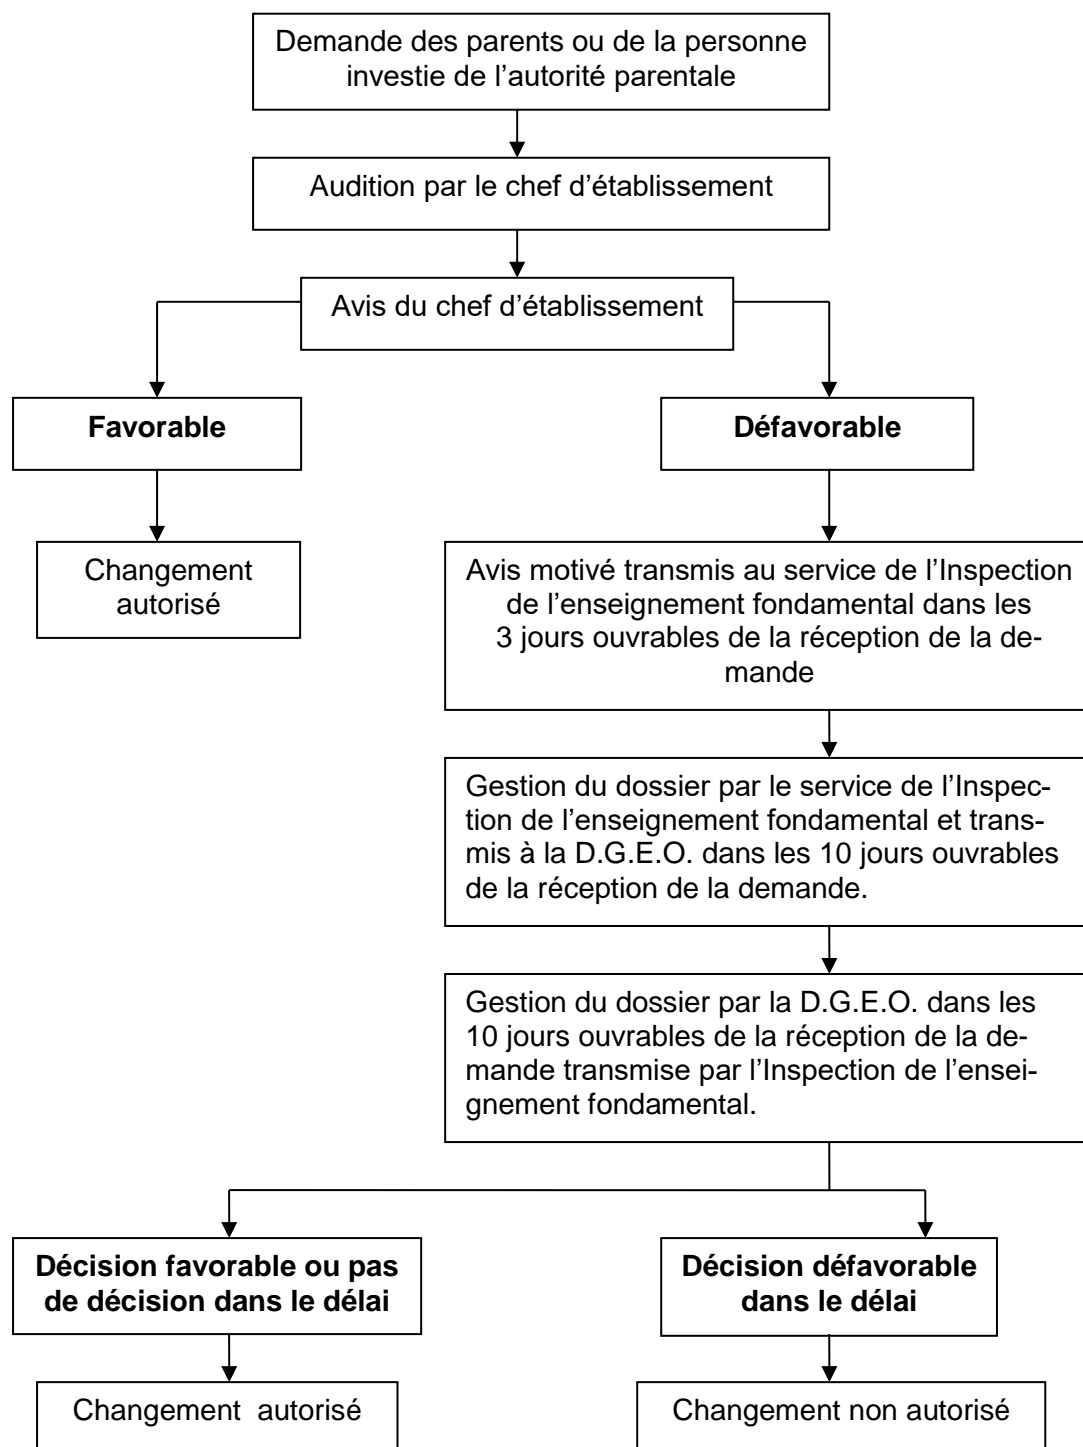 Demande des parents ou de la personne
investie de l’autorité parentale
Audition par le chef d’établissement
Avis du chef d’établissement
Favorable
Défavorable
Changement
autorisé
Avis motivé transmis au service de l’Inspection
de l’enseignement fondamental dans les
3 jours ouvrables de la réception de la de-
mande
Gestion du dossier par le service de l’Inspec-
tion de l’enseignement fondamental et trans-
mis à la D.G.E.O. dans les 10 jours ouvrables
de la réception de la demande.
Gestion du dossier par la D.G.E.O. dans les
10 jours ouvrables de la réception de la de-
mande transmise par l’Inspection de l’ensei-
gnement fondamental.
Décision favorable ou pas
de décision dans le délai
Décision défavorable
dans le délai
Changement autorisé
Changement non autorisé